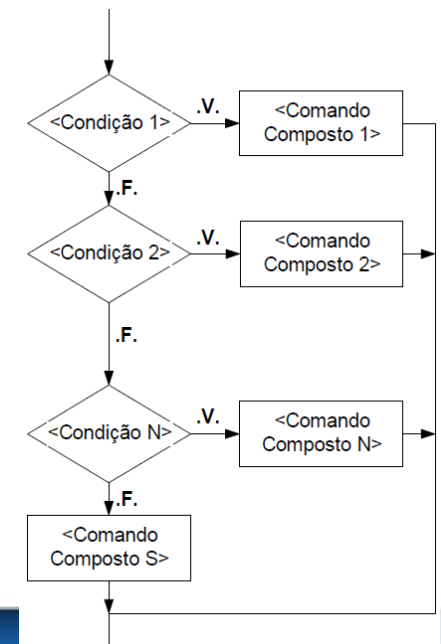 <Condição 1>
.V.
<Comando
Composto 1>
.F.
<Condição 2>
.V.
<Comando
Composto 2>
.F.
<Condição N>
.V.
<Comando
Composto N>
.F.
<Comando
Composto S>